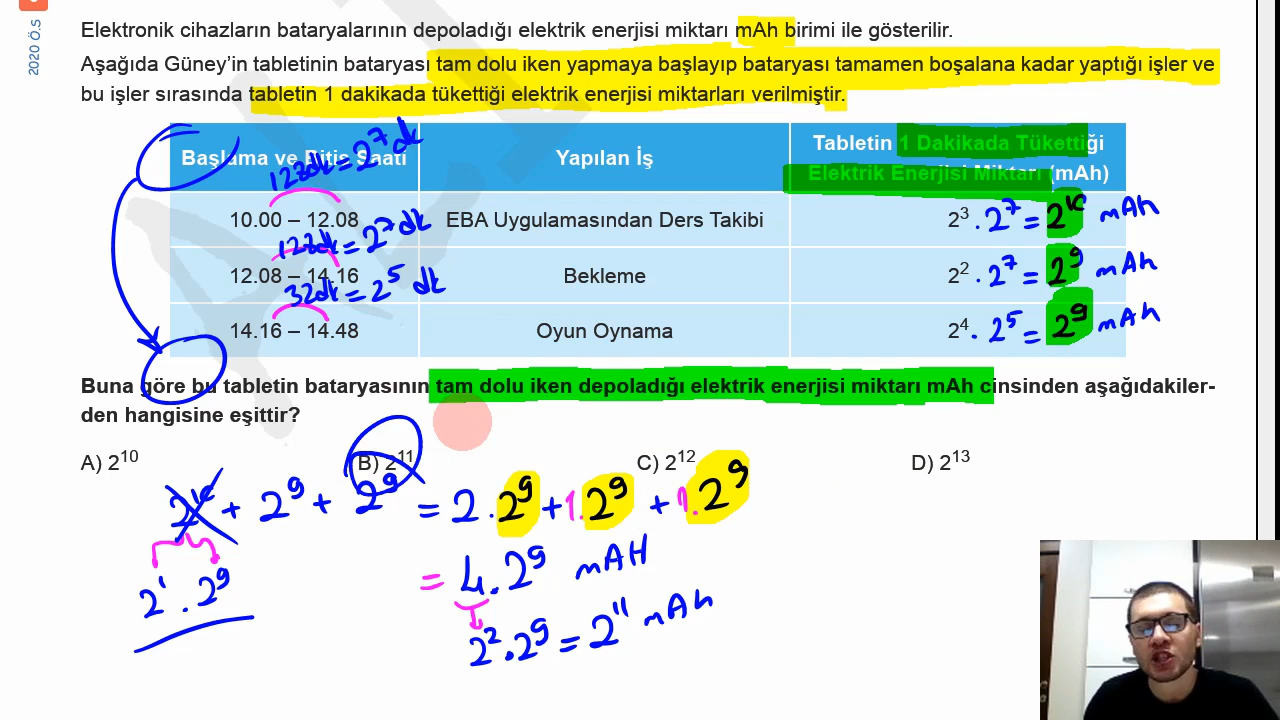 2020 Ö.S
Elektronik cihazların bataryalarının depoladığı elektrik enerjisi miktarı mAh birimi ile gösterilir.
Aşağıda Güney'in tabletinin bataryası tam dolu iken yapmaya başlayıp bataryası tamamen boşalana kadar yaptığı işler ve
bu işler sırasında tabletin 1 dakikada tükettiği elektrik enerjisi miktarları verilmiştir.
Başlama ve Bitiş Saati
Yapılan İş
Tabletin 1 Dakikada Tükettiği
Elektrik Enerjisi Miktarı (mAh)
128dk = 2⁷ dk
10.00 – 12.08 EBA Uygulamasından Ders Takibi 2³ . 2⁷ = 2¹⁰ mAh
128dk = 2⁷ dk
12.08 – 14.16 Bekleme 2² . 2⁷ = 2⁹ mAh
32dk = 2⁵ dk
14.16 – 14.48 Oyun Oynama 2⁴ . 2⁵ = 2⁹ mAh
Buna göre bu tabletin bataryasının tam dolu iken depoladığı elektrik enerjisi miktarı mAh cinsinden aşağıdakiler-
den hangisine eşittir?
A) 2¹⁰ B) 2¹¹ C) 2¹² D) 2¹³
2¹⁰ + 2⁹ + 2⁹ = 2 . 2⁹ + 1. 2⁹ + 1. 2⁹
2¹ . 2⁹
= 4 . 2⁹ mAH
2² . 2⁹ = 2¹¹ mAh